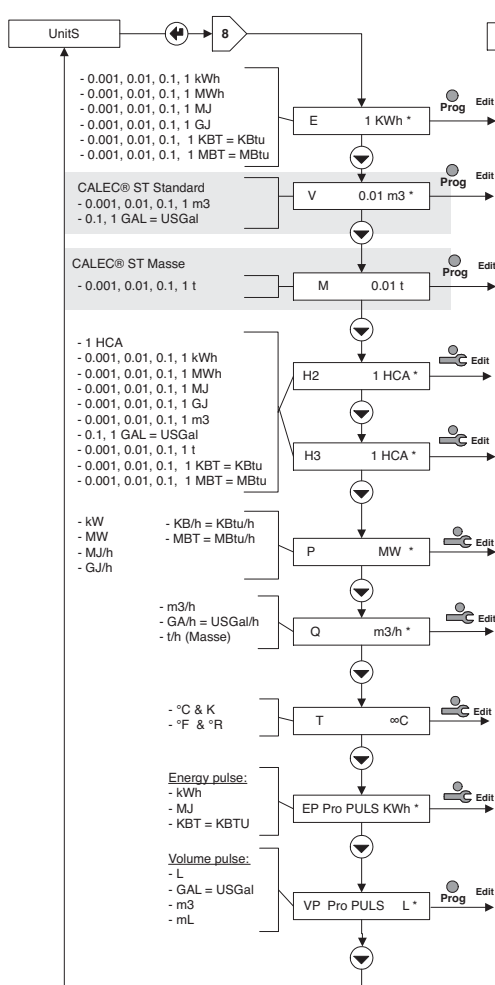 UnitS
8
- 0.001, 0.01, 0.1, 1 kWh
- 0.001, 0.01, 0.1, 1 MWh
- 0.001, 0.01, 0.1, 1 MJ
- 0.001, 0.01, 0.1, 1 GJ
- 0.001, 0.01, 0.1,  1 KBT = KBtu
- 0.001, 0.01, 0.1,  1 MBT = MBtu
E 1 KWh *
Prog Edit
CALEC® ST Standard
- 0.001, 0.01, 0.1, 1 m3
- 0.1, 1 GAL = USGal
V 0.01 m3 *
Prog Edit
CALEC® ST Masse
- 0.001, 0.01, 0.1, 1 t
M 0.01 t
Prog Edit
- 1 HCA
- 0.001, 0.01, 0.1, 1 kWh
- 0.001, 0.01, 0.1, 1 MWh
- 0.001, 0.01, 0.1, 1 MJ
- 0.001, 0.01, 0.1, 1 GJ
- 0.001, 0.01, 0.1, 1 m3
- 0.1, 1 GAL = USGal
- 0.001, 0.01, 0.1, 1 t
- 0.001, 0.01, 0.1,  1 KBT = KBtu
- 0.001, 0.01, 0.1,  1 MBT = MBtu
H2 1 HCA *
Edit
H3 1 HCA *
Edit
- kW
- MW
- MJ/h
- GJ/h
- KB/h = KBtu/h
- MBT = MBtu/h
P MW *
Edit
- m3/h
- GA/h = USGal/h
- t/h (Masse)
Q m3/h *
Edit
- °C & K
- °F & °R
T ∞C
Edit
Energy pulse:
- kWh
- MJ
- KBT = KBTU
EP Pro PULS KWh *
Edit
Volume pulse:
- L
- GAL = USGal
- m3
- mL
VP Pro PULS L *
Prog Edit